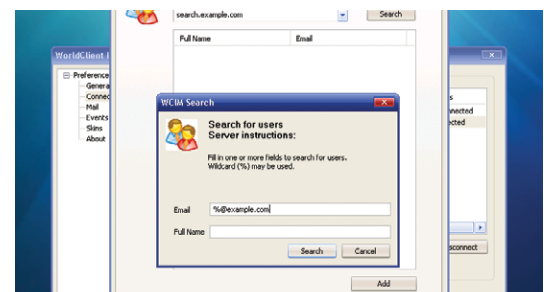 search.example.com
Search
Full Name Email
WorldClient I
Preference
Genera
Connec
Mail
Events
Skins
About
s
nnected
ected
WCIM Search
Search for users
Server instructions:
Fill in one or more fields to search for users.
Wildcard (%) may be used.
Email %@example.com
Full Name
Search Cancel
isconnect
Add